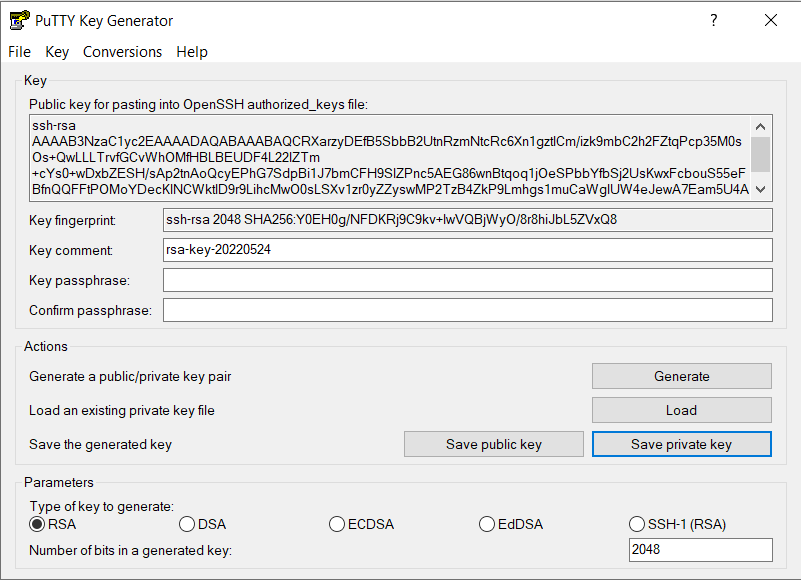 PuTTY Key Generator
?
File Key Conversions Help
Key
Public key for pasting into OpenSSH authorized_keys file:
ssh-rsa
AAAAB3NzaC1yc2EAAAADAQABAAABAQCRXarzyDEfB5SbbB2UtnRzmNtcRc6Xn1gztlCm/izk9mbC2h2FZtqPcp35M0s
Os+QwLLLTrvfGCvWhOMfHBLBEUDF4L22lZTm
+cYs0+wDxbZESH/sAp2tnAoQcyEPhG7SdpBi1J7bmCFH9SlZPnc5AEG86wnBtqoq1jOeSPbbYfbSj2UsKwxFcbouS55eF
BfnQQFFtPOMoYDecKINCWktlD9r9LihcMwO0sLSXv1zr0yZZyswMP2TzB4ZkP9Lmhgs1muCaWglUW4eJewA7Eam5U4A
Key fingerprint:
ssh-rsa 2048 SHA256:Y0EH0g/NFDKRj9C9kv+lwVQBjWyO/8r8hiJbL5ZVxQ8
Key comment:
rsa-key-20220524
Key passphrase:
Confirm passphrase:
Actions
Generate a public/private key pair
Generate
Load an existing private key file
Load
Save the generated key
Save public key
Save private key
Parameters
Type of key to generate:
RSA DSA ECDSA EdDSA SSH-1 (RSA)
Number of bits in a generated key:
2048